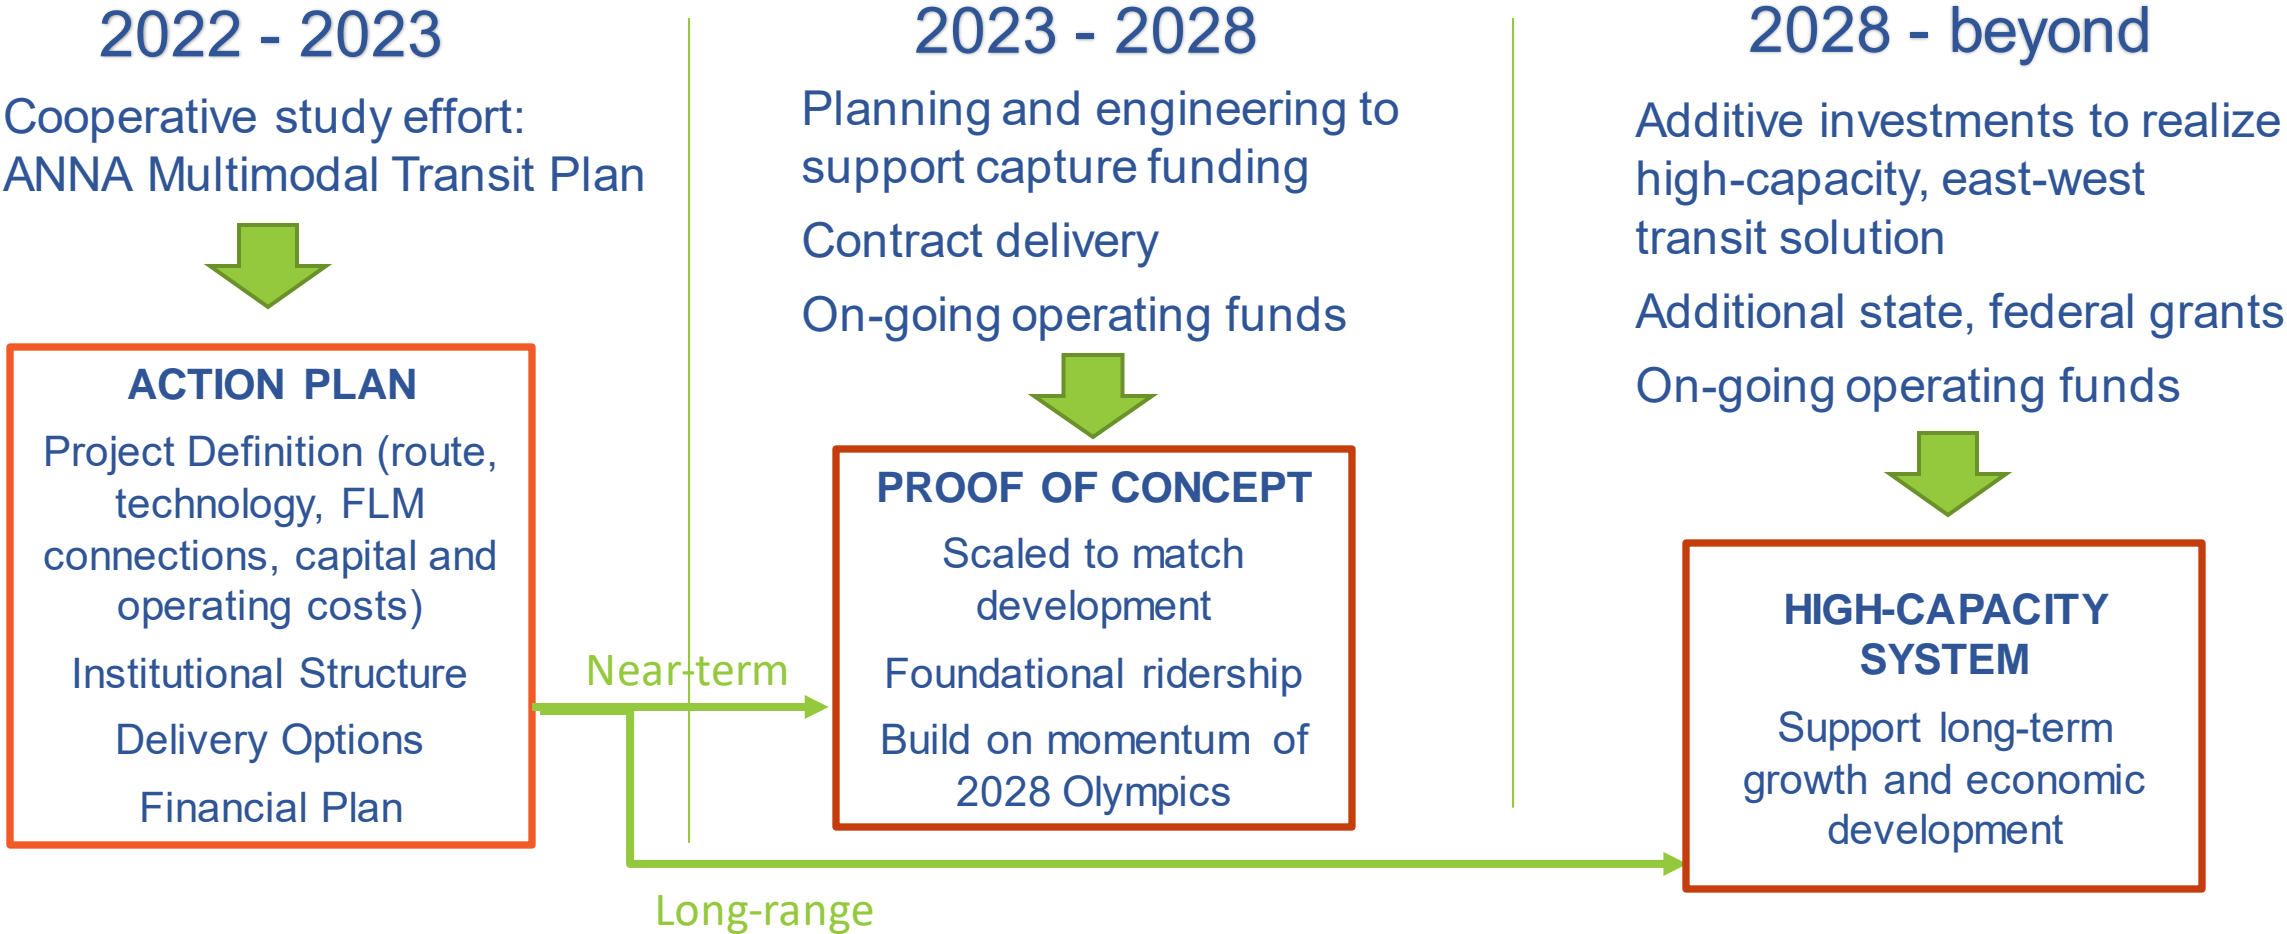 2022 - 2023
Cooperative study effort:
ANNA Multimodal Transit Plan
ACTION PLAN
Project Definition (route,
technology, FLM
connections, capital and
operating costs)
Institutional Structure
Delivery Options
Financial Plan
Near-term
Long-range
2023 - 2028
Planning and engineering to
support capture funding
Contract delivery
On-going operating funds
PROOF OF CONCEPT
Scaled to match
development
Foundational ridership
Build on momentum of
2028 Olympics
2028 - beyond
Additive investments to realize
high-capacity, east-west
transit solution
Additional state, federal grants
On-going operating funds
HIGH-CAPACITY
SYSTEM
Support long-term
growth and economic
development